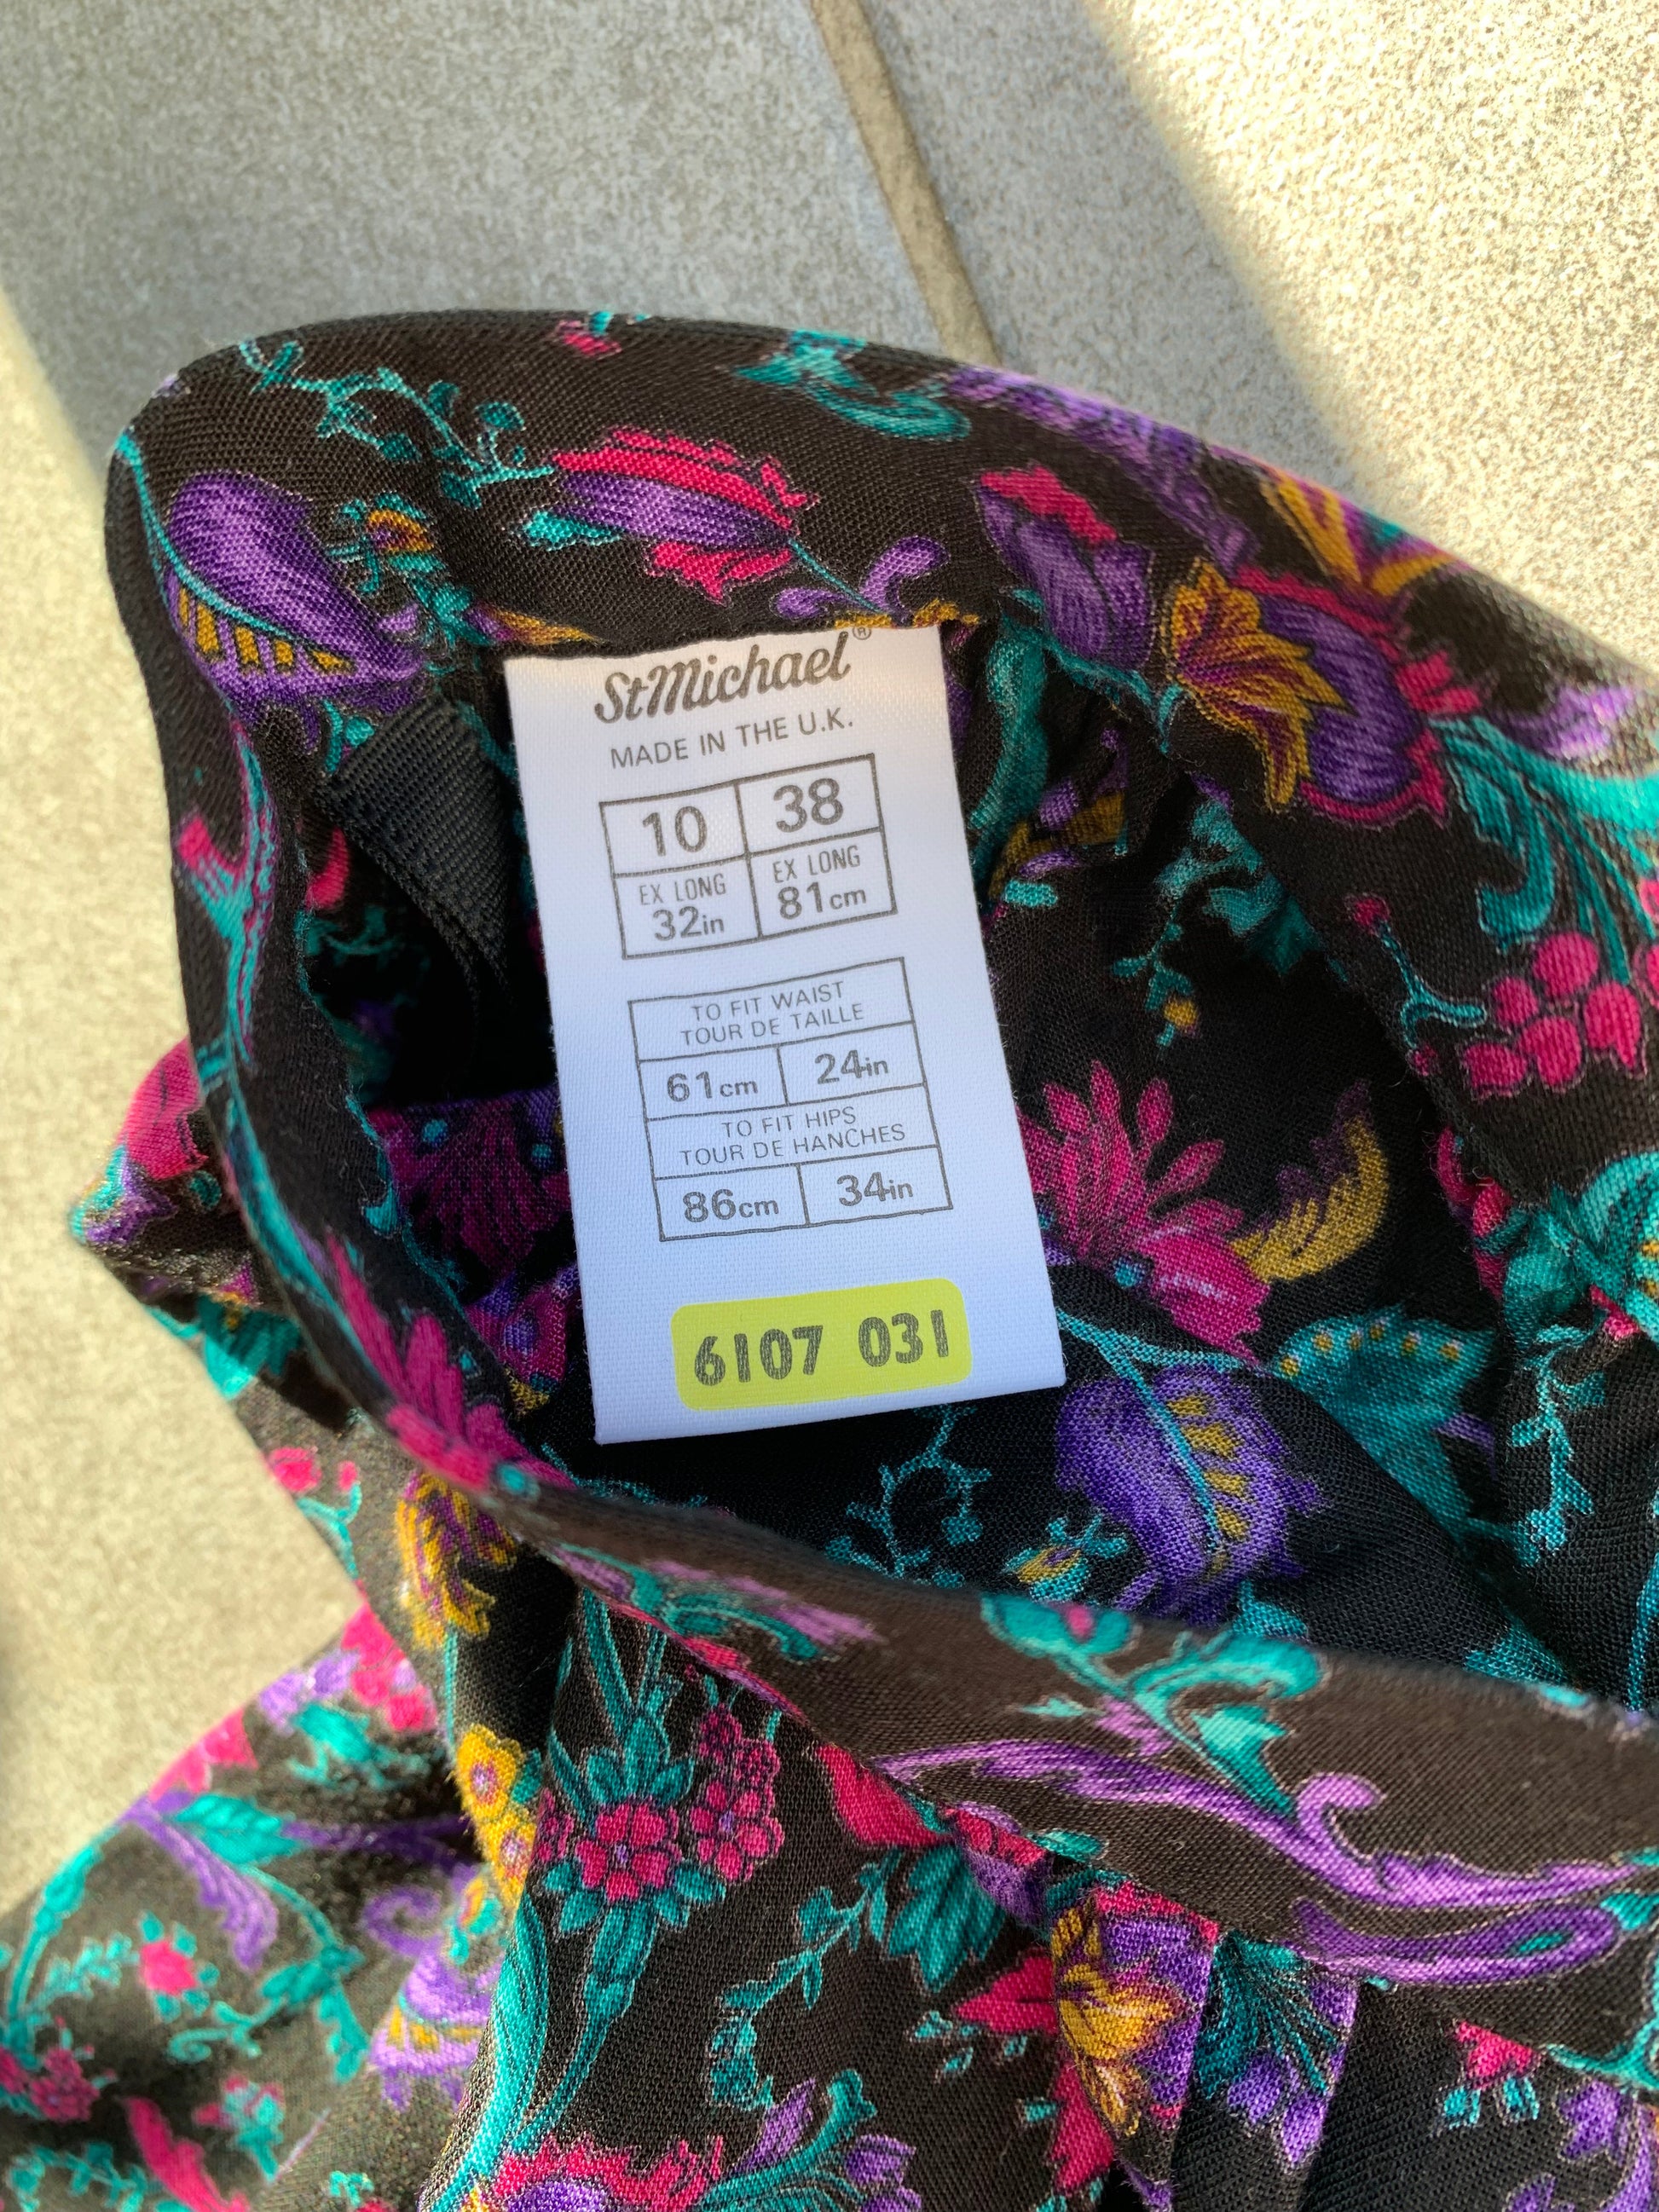 StMichael®
MADE IN THE U.K.
10 38
EX LONG EX LONG
32in 81cm
TO FIT WAIST
TOUR DE TAILLE
61cm 24in
TO FIT HIPS
TOUR DE HANCHES
86cm 34in
6107 031